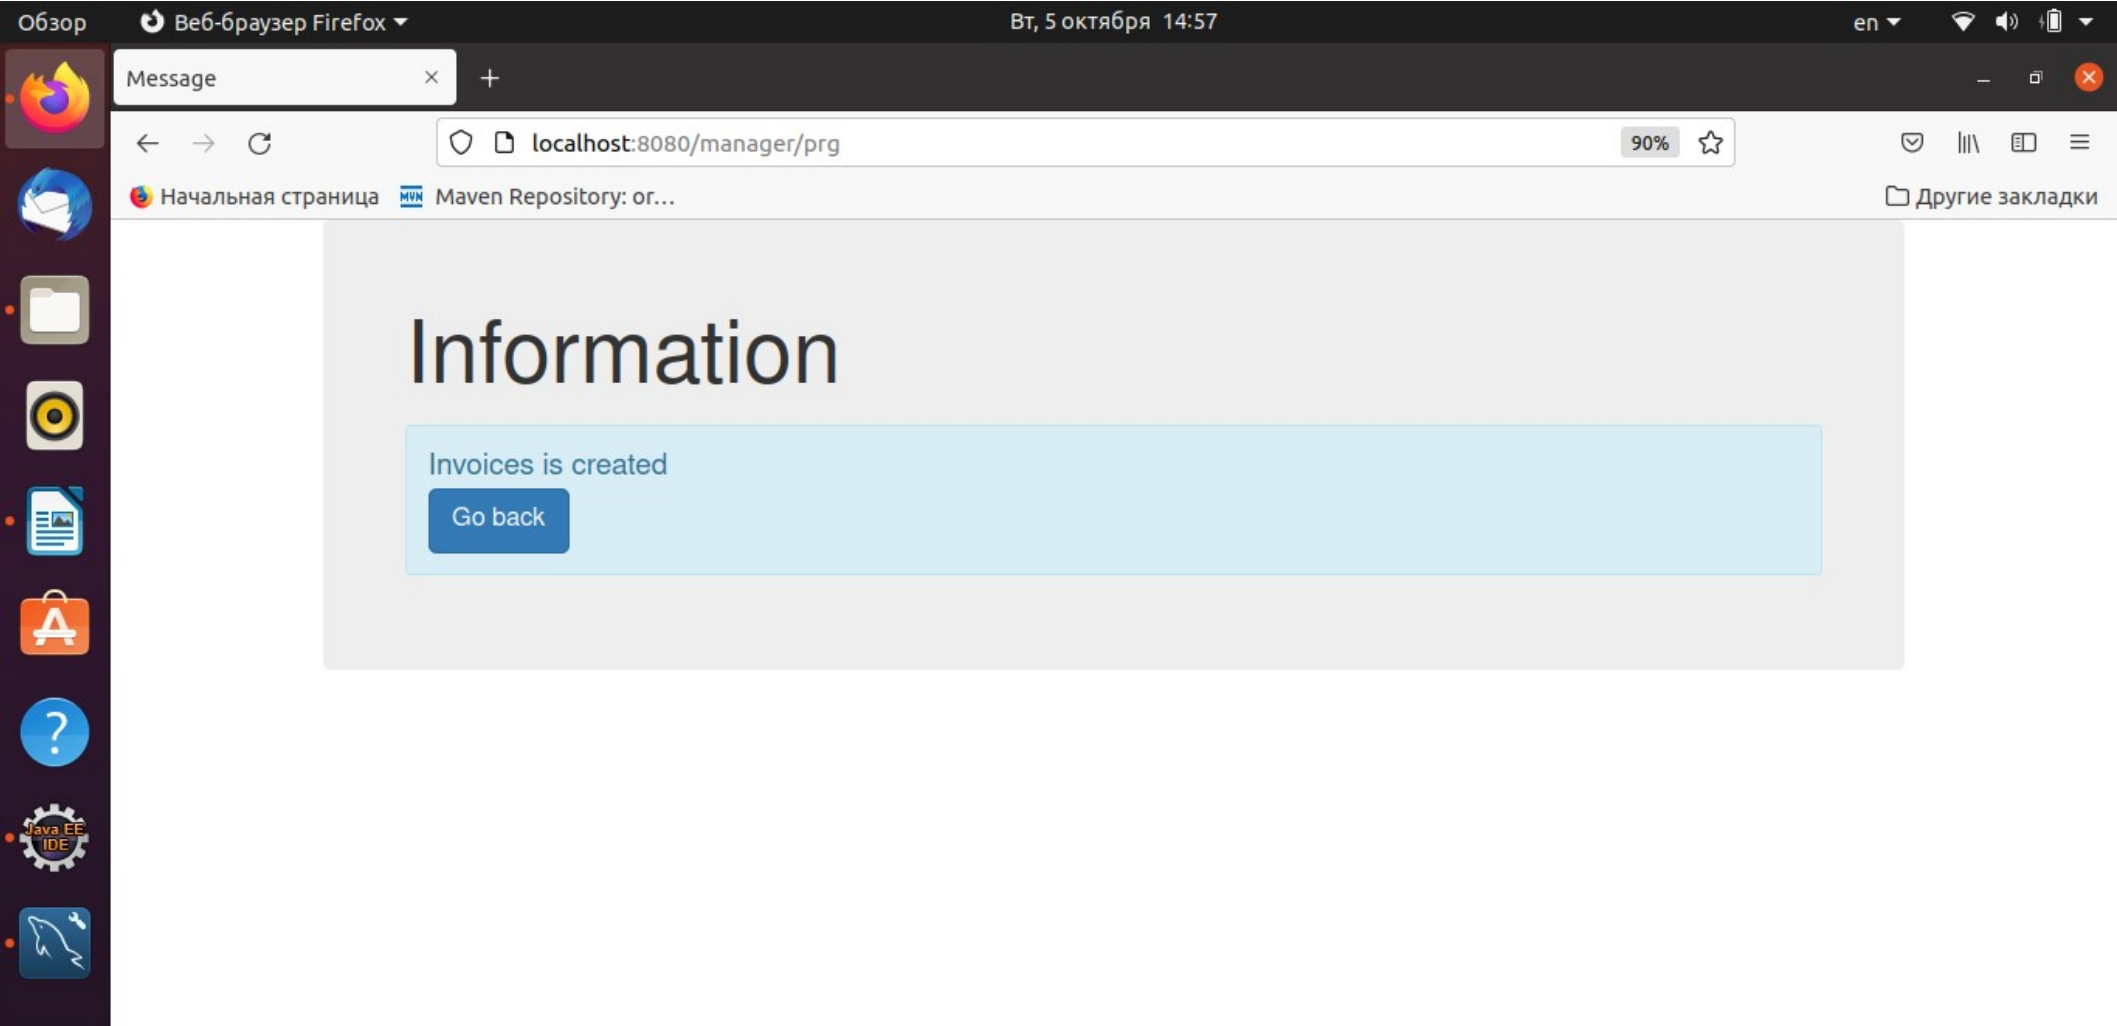 Обзор Веб-браузер Firefox Вт, 5 октября 14:57 en
Message
localhost:8080/manager/prg 90%
Начальная страница MVN Maven Repository: or... Другие закладки
Information
Invoices is created
Go back
Java EE
IDE